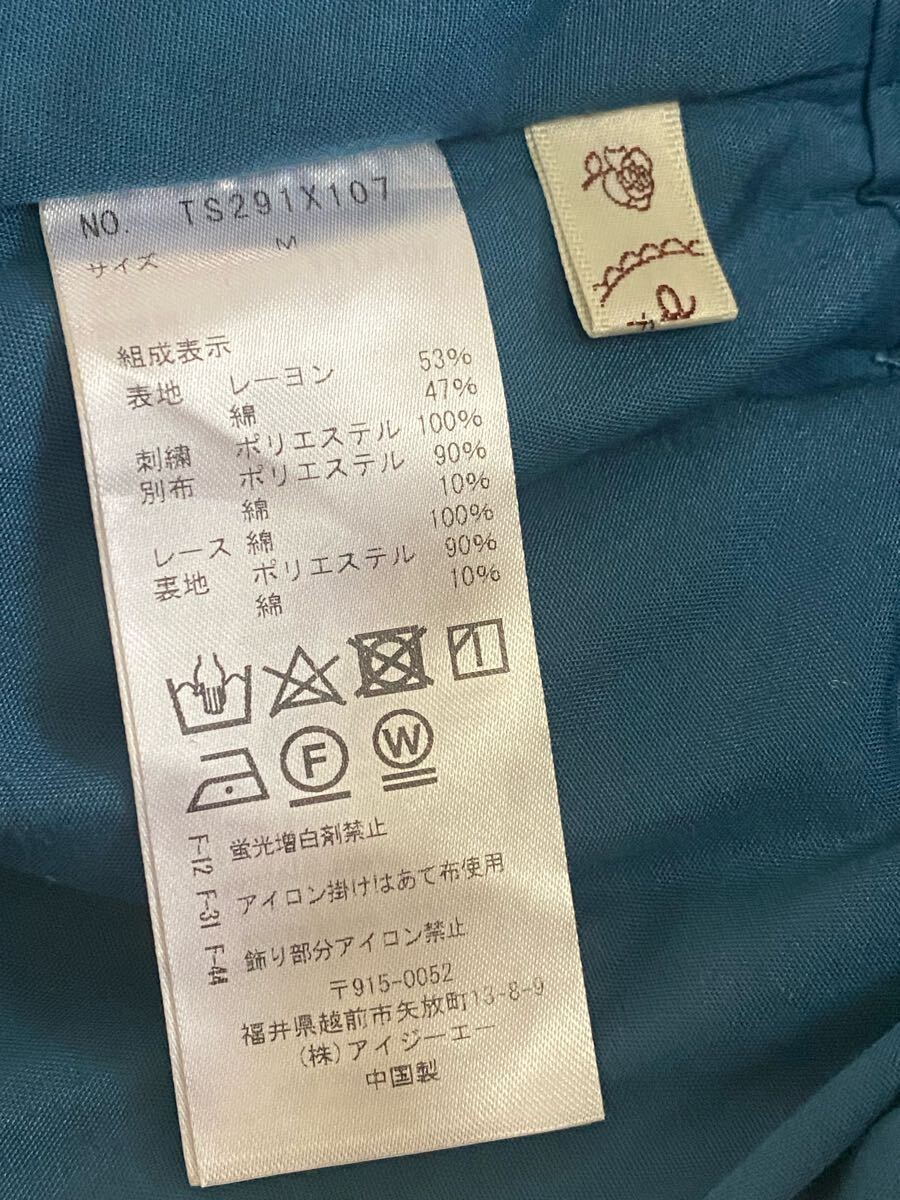 NO. TS291X107
サイズ M
組成表示
表地 レーヨン 53%
綿 47%
刺繍 ポリエステル 100%
別布 ポリエステル 90%
綿 10%
レース 綿 100%
裏地 ポリエステル 90%
綿 10%
F
W
F-12 F-31 F-44
蛍光増白剤禁止
アイロン掛けはあて布使用
飾り部分アイロン禁止
〒915-0052
福井県越前市矢放町13-8-9
(株)アイジーエー
中国製